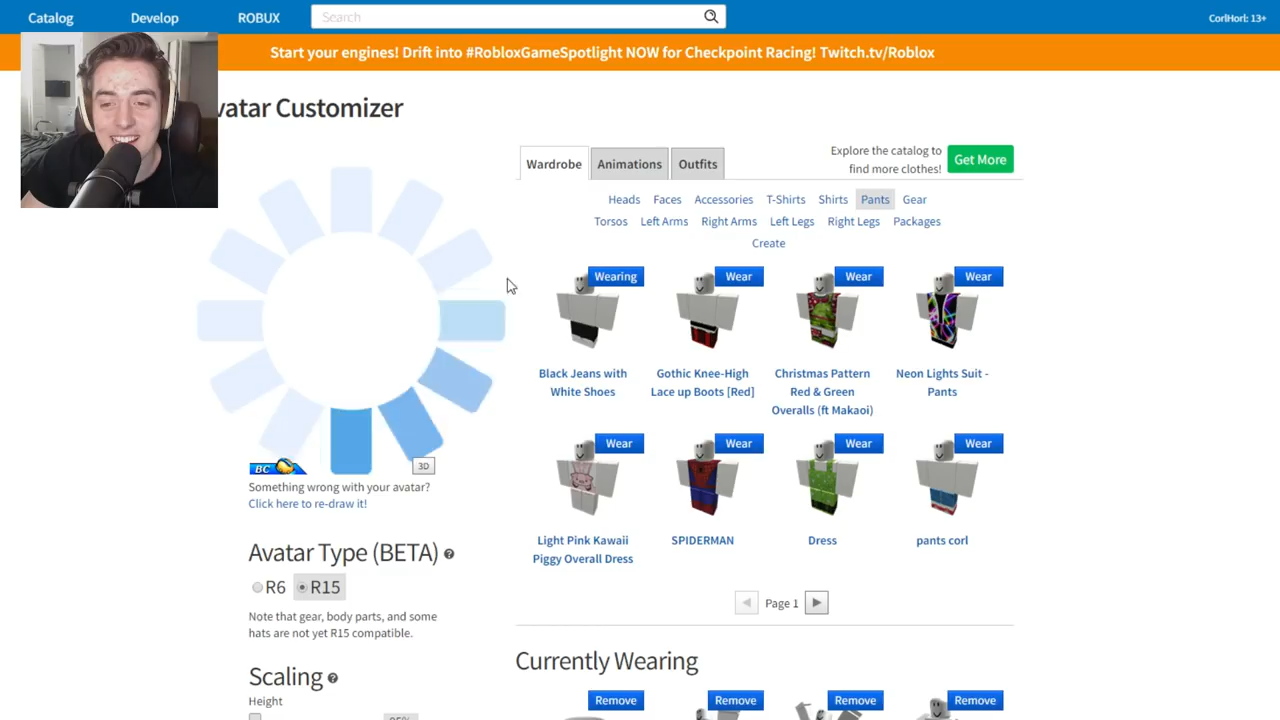 Catalog Develop ROBUX Search CorlHorl: 13+
Start your engines! Drift into #RobloxGameSpotlight NOW for Checkpoint Racing! Twitch.tv/Roblox
vatar Customizer
Wardrobe Animations Outfits
Explore the catalog to
find more clothes!
Get More
Heads Faces Accessories T-Shirts Shirts Pants Gear
Torsos Left Arms Right Arms Left Legs Right Legs Packages
Create
Wearing Wear Wear Wear
Black Jeans with
White Shoes
Gothic Knee-High
Lace up Boots [Red]
Christmas Pattern
Red & Green
Overalls (ft Makaoi)
Neon Lights Suit -
Pants
Wear Wear Wear Wear
Light Pink Kawaii
Piggy Overall Dress
SPIDERMAN
Dress
pants corl
Page 1
BC
3D
Something wrong with your avatar?
Click here to re-draw it!
Avatar Type (BETA) ?
R6 R15
Note that gear, body parts, and some
hats are not yet R15 compatible.
Scaling ?
Height
Currently Wearing
Remove Remove Remove Remove